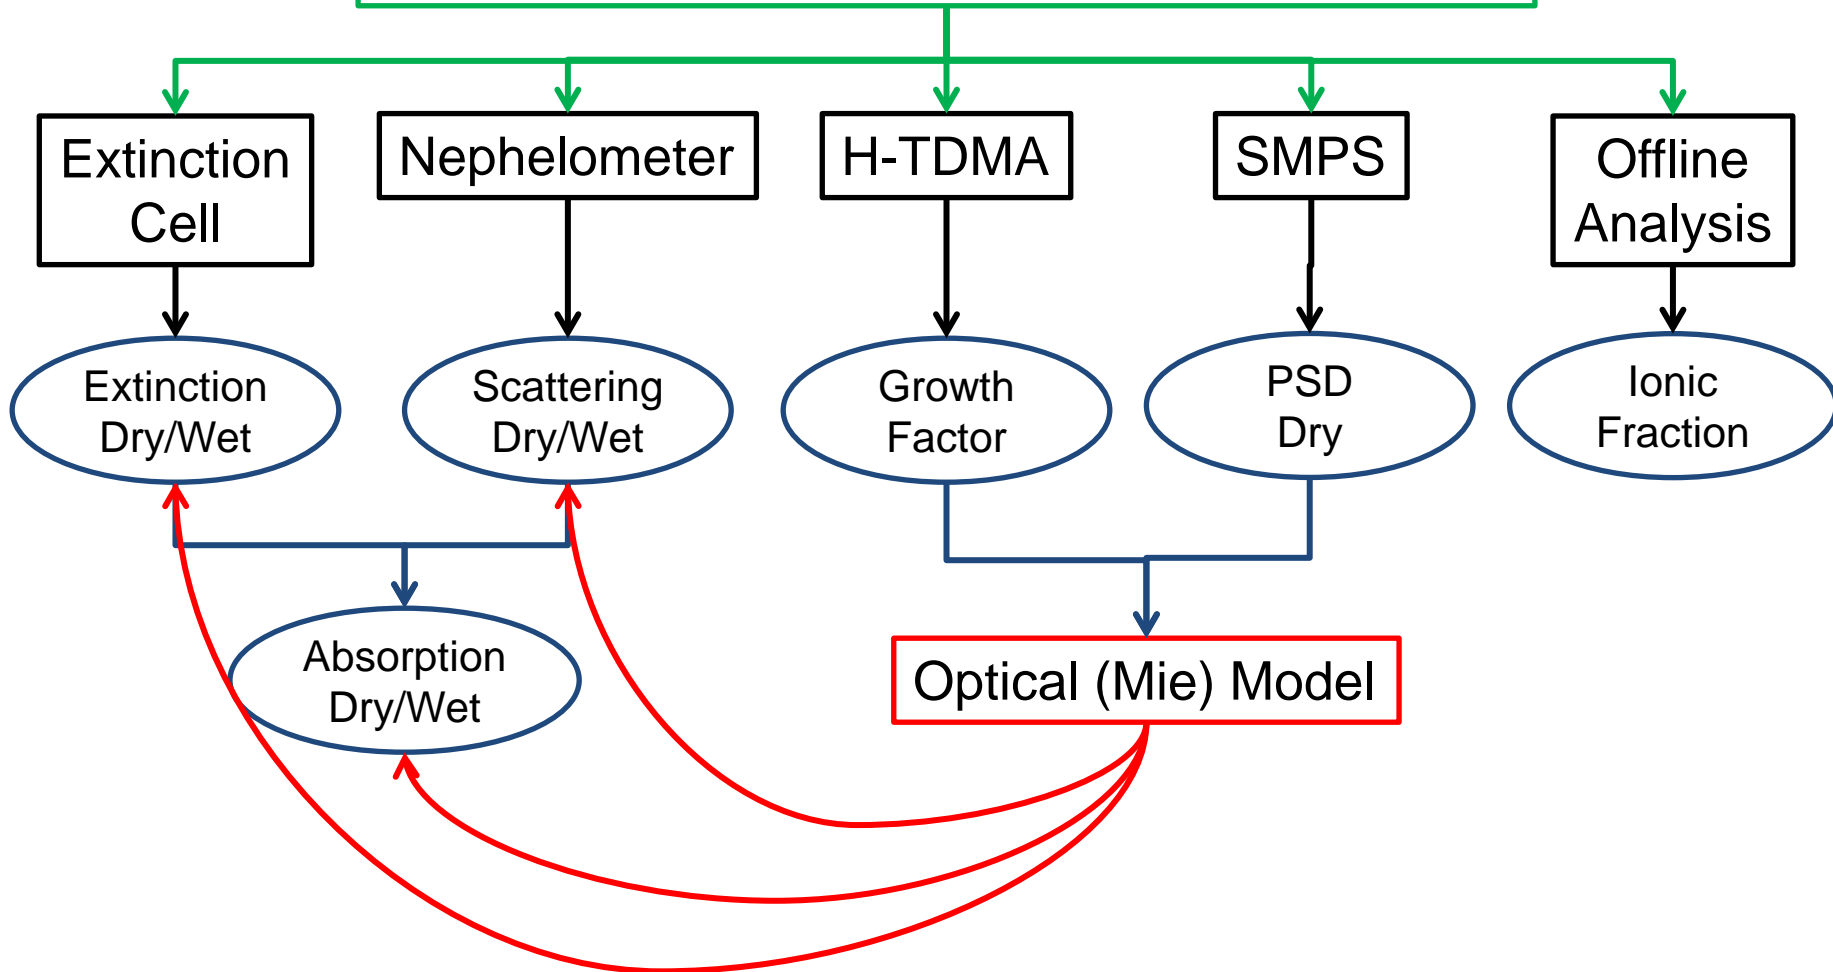 Extinction
Cell
Nephelometer
H-TDMA
SMPS
Offline
Analysis
Extinction
Dry/Wet
Scattering
Dry/Wet
Growth
Factor
PSD
Dry
Ionic
Fraction
Absorption
Dry/Wet
Optical (Mie) Model